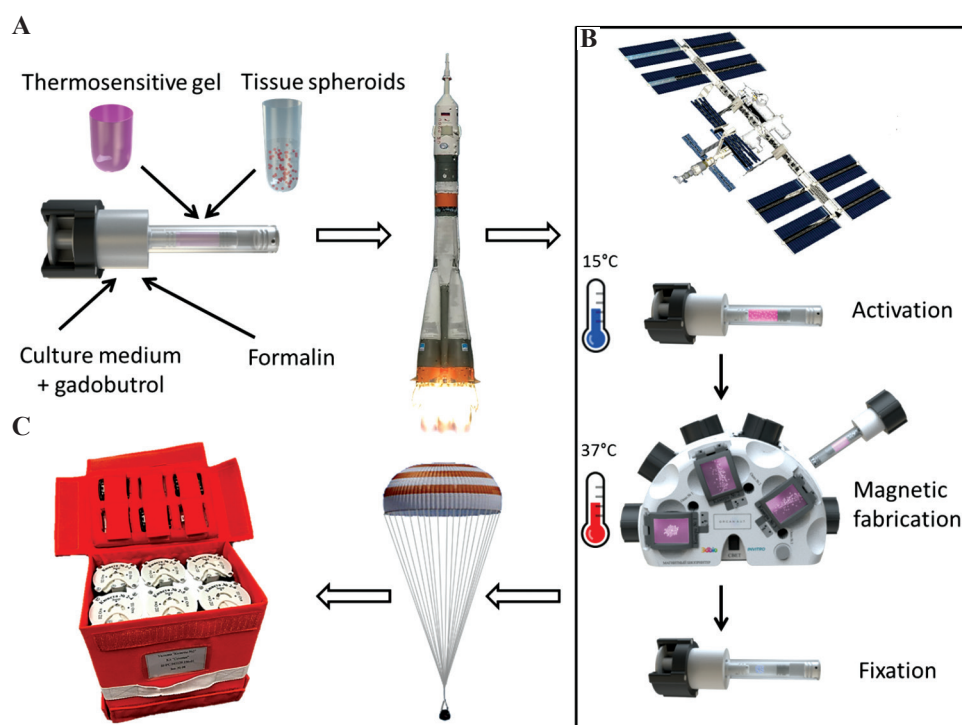 A
Thermosensitive gel
Tissue spheroids
Culture medium
+ gadobutrol
Formalin
B
15°C
Activation
37°C
Magnetic
fabrication
Fixation
C